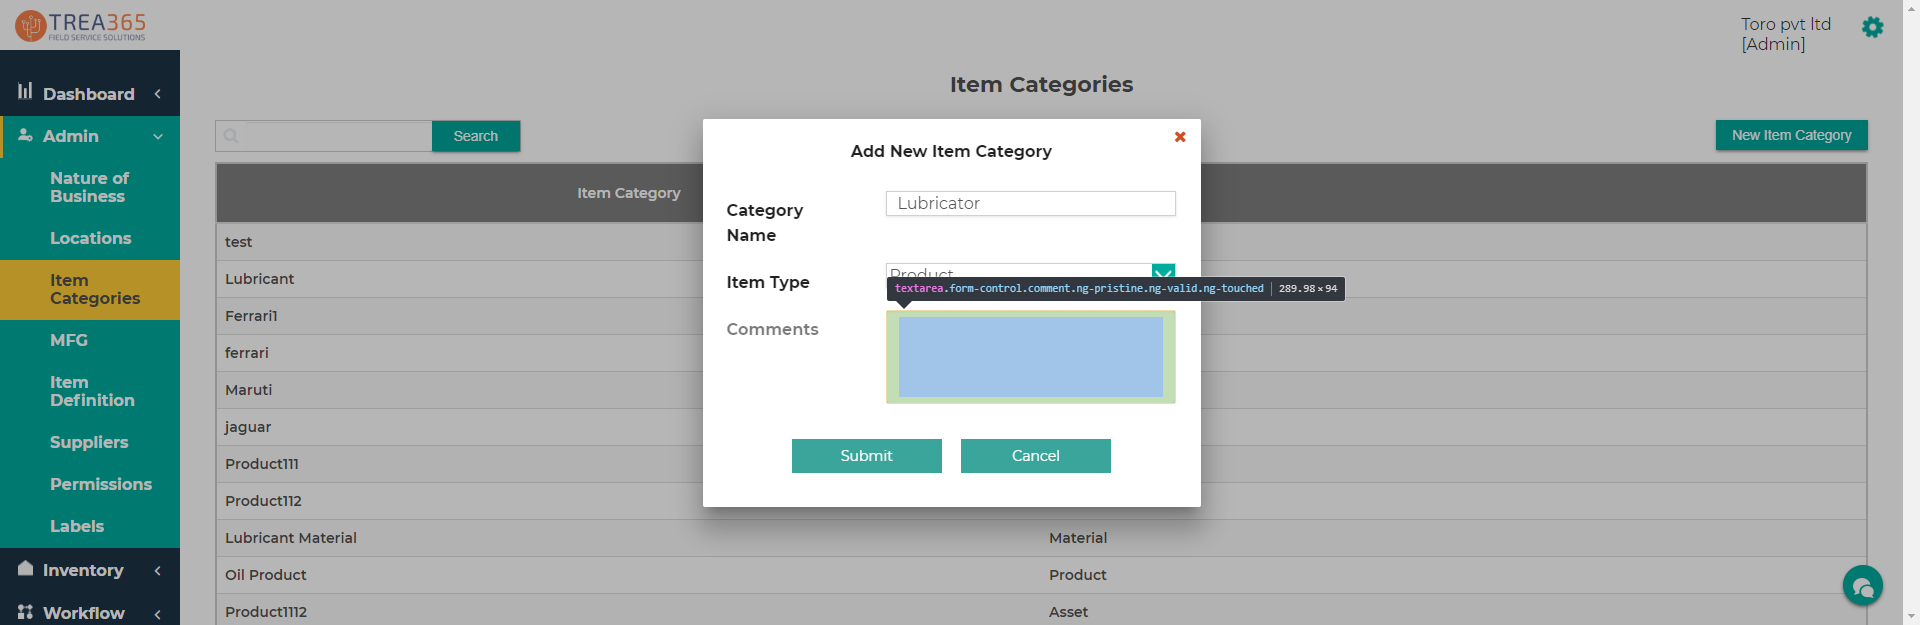 TREA365
FIELD SERVICE SOLUTIONS
Toro pvt ltd
[Admin]
Dashboard
Admin
Nature of
Business
Locations
Item
Categories
MFG
Item
Definition
Suppliers
Permissions
Labels
Inventory
Workflow
Item Categories
Search
New Item Category
Item Category
test
Lubricant
Ferrari1
ferrari
Maruti
jaguar
Product111
Product112
Lubricant Material Material
Oil Product Product
Product1112 Asset
Add New Item Category
Category
Name
Lubricator
Item Type
Product
textarea.form-control.comment.ng-pristine.ng-valid.ng-touched 289.98×94
Comments
Submit Cancel